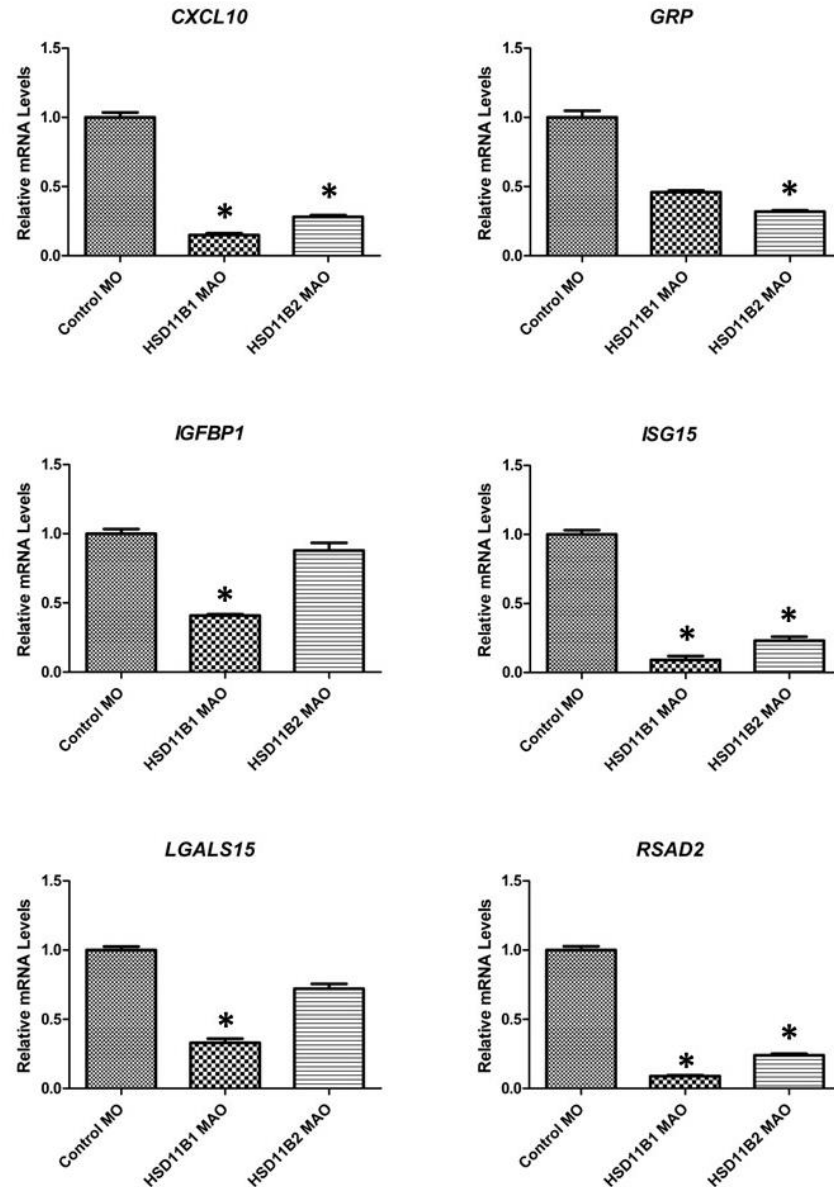 CXCL10
Relative mRNA Levels
1.5
1.0
0.5
0.0
*
*
Control MO
HSD11B1 MAO
HSD11B2 MAO
GRP
Relative mRNA Levels
1.5
1.0
0.5
0.0
*
Control MO
HSD11B1 MAO
HSD11B2 MAO
IGFBP1
Relative mRNA Levels
1.5
1.0
0.5
0.0
*
Control MO
HSD11B1 MAO
HSD11B2 MAO
ISG15
Relative mRNA Levels
1.5
1.0
0.5
0.0
*
*
Control MO
HSD11B1 MAO
HSD11B2 MAO
LGALS15
Relative mRNA Levels
1.5
1.0
0.5
0.0
*
Control MO
HSD11B1 MAO
HSD11B2 MAO
RSAD2
Relative mRNA Levels
1.5
1.0
0.5
0.0
*
*
Control MO
HSD11B1 MAO
HSD11B2 MAO